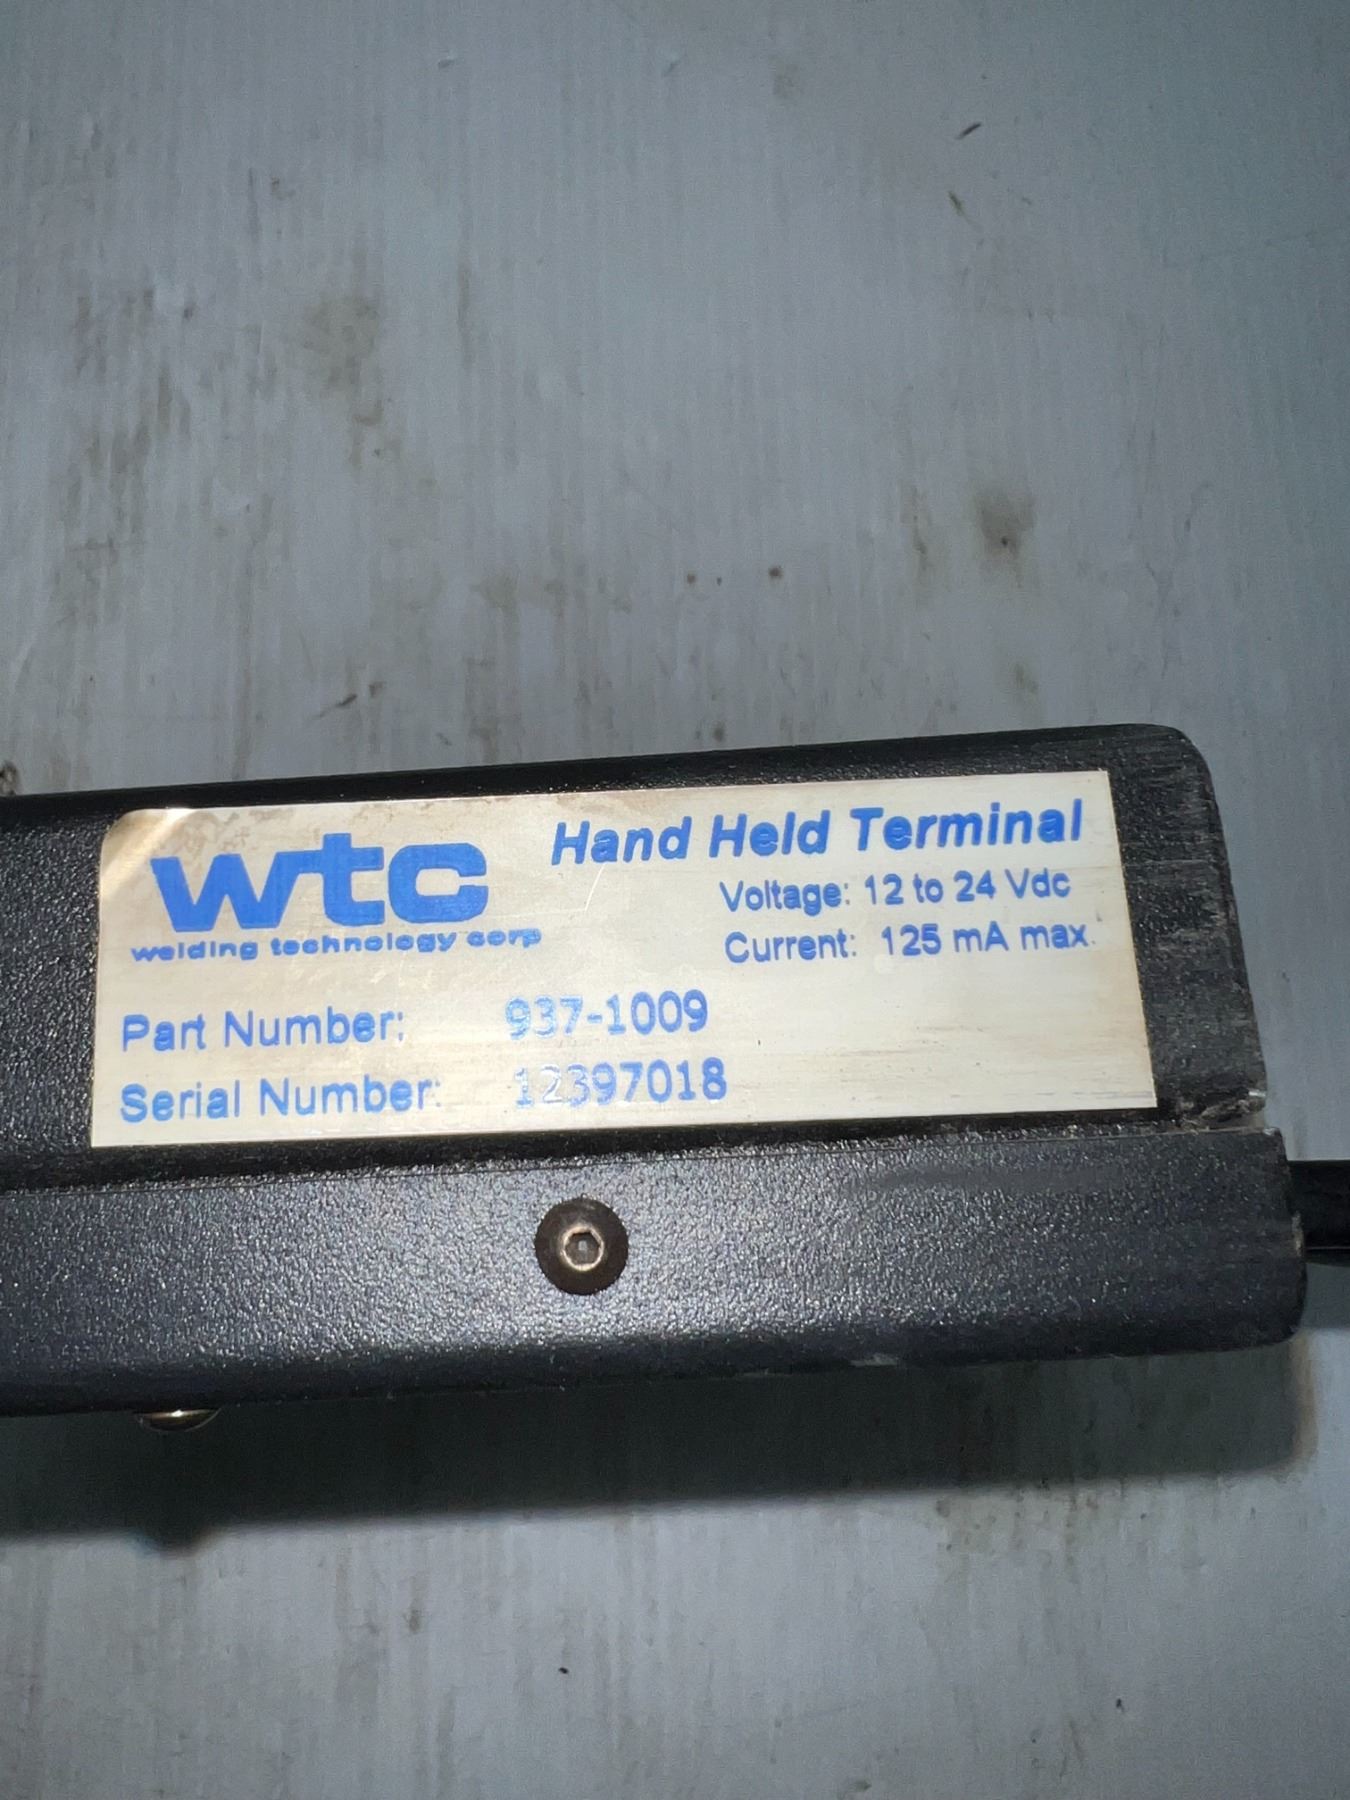 wtc
welding technology corp
Hand Held Terminal
Voltage: 12 to 24 Vdc
Current: 125 mA max.
Part Number: 937-1009
Serial Number: 12397018